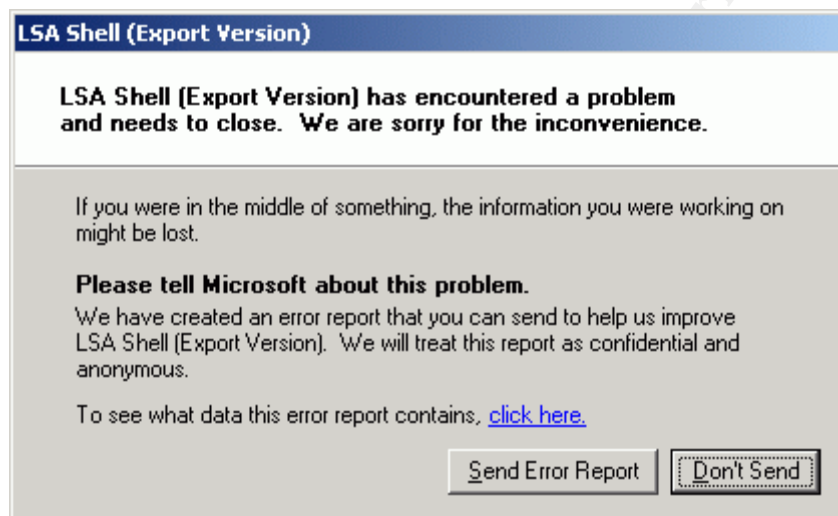 LSA Shell (Export Version)
LSA Shell (Export Version) has encountered a problem
and needs to close.  We are sorry for the inconvenience.
If you were in the middle of something, the information you were working on
might be lost.
Please tell Microsoft about this problem.
We have created an error report that you can send to help us improve
LSA Shell (Export Version).  We will treat this report as confidential and
anonymous.
To see what data this error report contains, click here.
Send Error Report
Don't Send